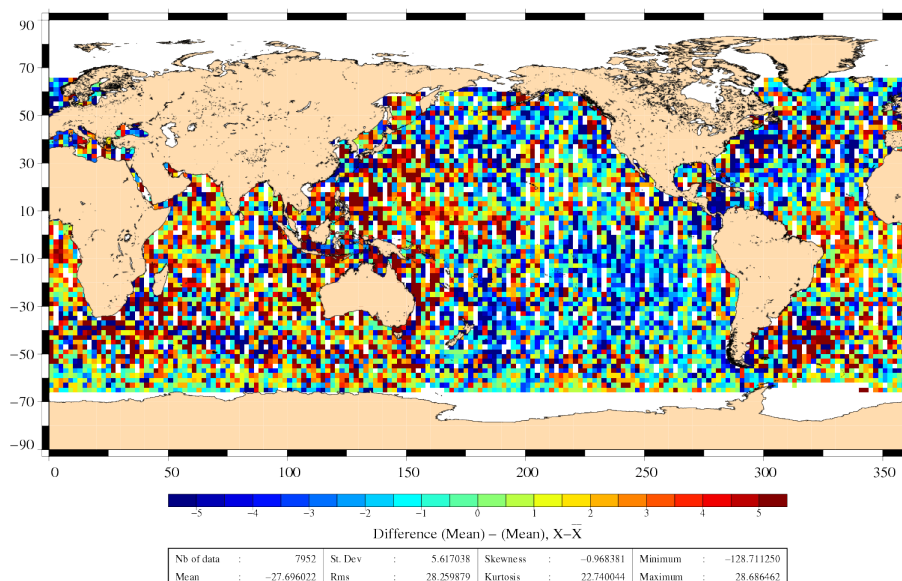 90
70
50
30
10
−10
−30
−50
−70
−90
0 50 100 150 200 250 300 350
−5 −4 −3 −2 −1 0 1 2 3 4 5
Difference (Mean) − (Mean), X−X̅
Nb of data : 7952 St. Dev : 5.617038 Skewness : −0.968381 Minimum : −128.711250
Mean : −27.696022 Rms : 28.259879 Kurtosis : 22.740044 Maximum : 28.686462